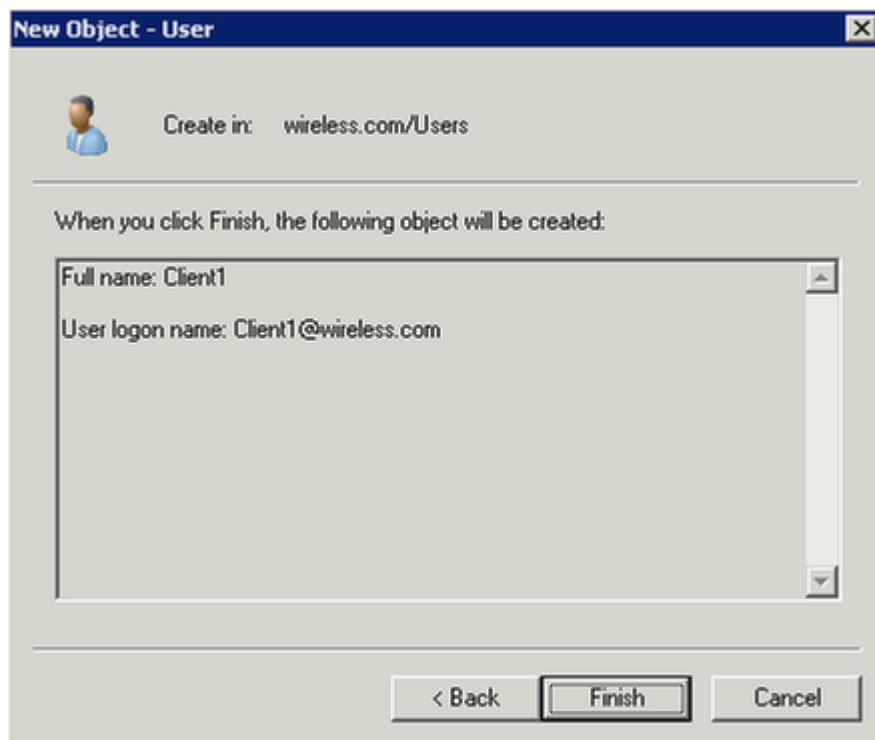 New Object - User
Create in: wireless.com/Users
When you click Finish, the following object will be created:
Full name: Client1
User logon name: Client1@wireless.com
< Back Finish Cancel